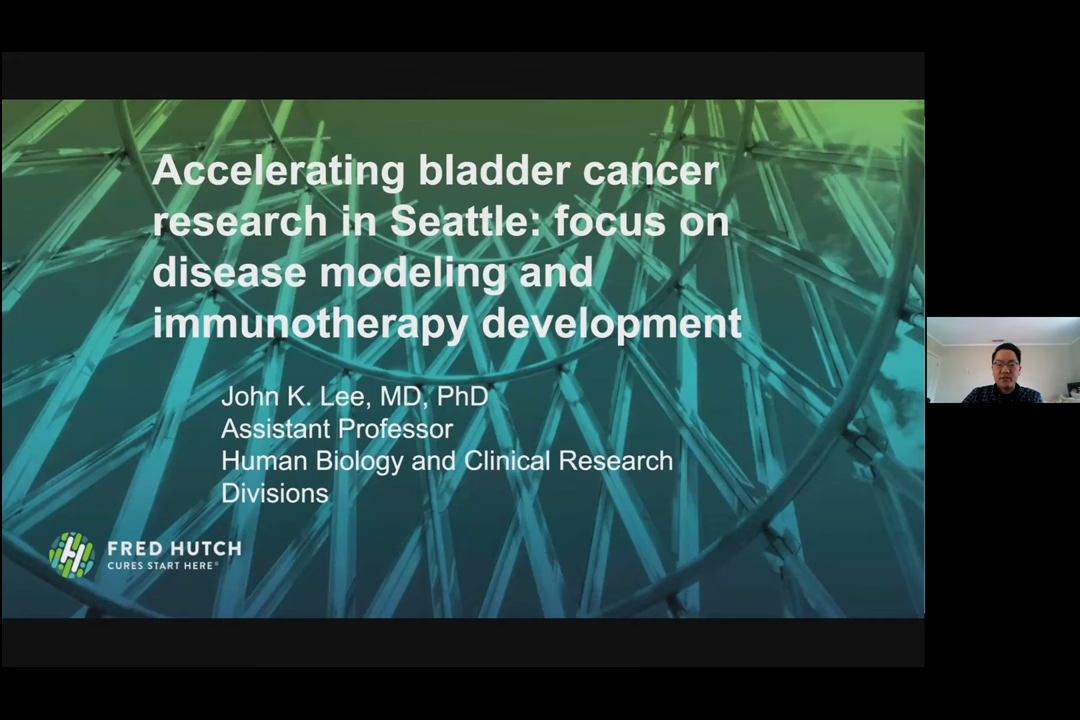 Accelerating bladder cancer
research in Seattle: focus on
disease modeling and
immunotherapy development
John K. Lee, MD, PhD
Assistant Professor
Human Biology and Clinical Research
Divisions
FRED HUTCH
CURES START HERE®